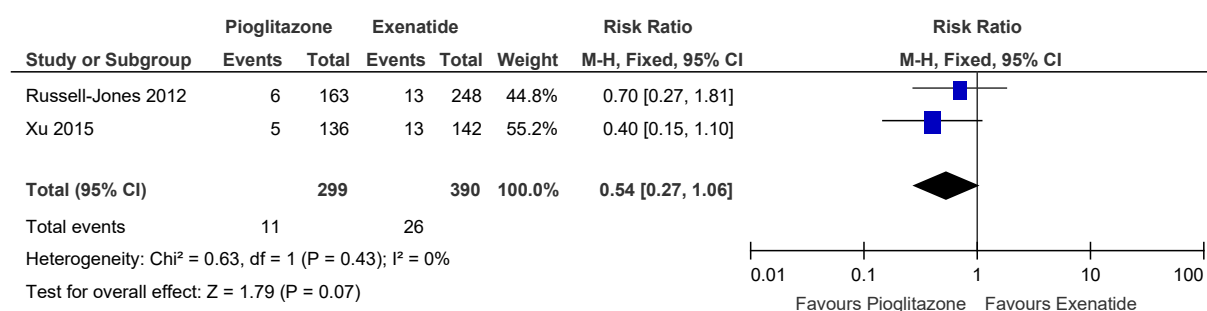 Pioglitazone Exenatide Risk Ratio Risk Ratio
Study or Subgroup Events Total Events Total Weight M-H, Fixed, 95% CI M-H, Fixed, 95% CI
Russell-Jones 2012 6 163 13 248 44.8% 0.70 [0.27, 1.81]
Xu 2015 5 136 13 142 55.2% 0.40 [0.15, 1.10]
Total (95% CI) 299 390 100.0% 0.54 [0.27, 1.06]
Total events 11 26
Heterogeneity: Chi² = 0.63, df = 1 (P = 0.43); I² = 0%
Test for overall effect: Z = 1.79 (P = 0.07)
0.01 0.1 1 10 100
Favours Pioglitazone Favours Exenatide